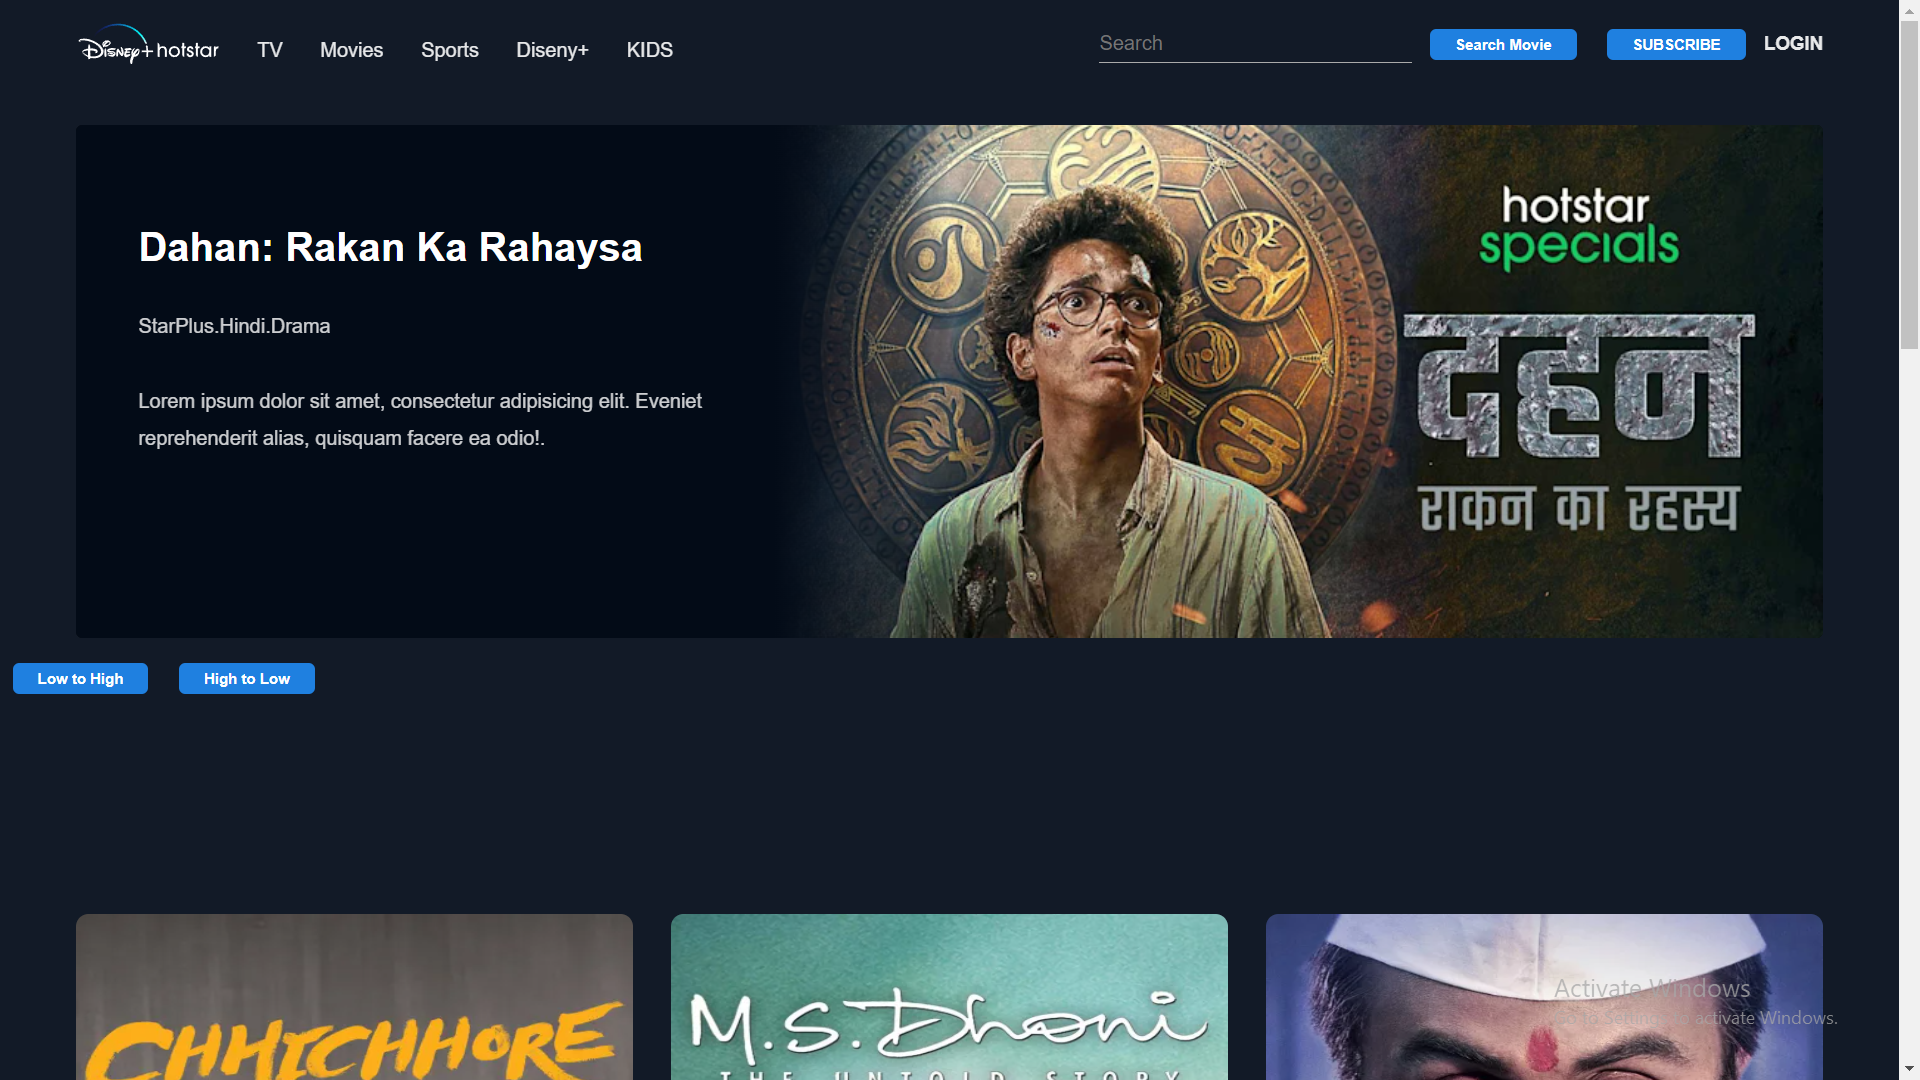 Disney+ hotstar
TV
Movies
Sports
Diseny+
KIDS
Search
Search Movie
SUBSCRIBE
LOGIN
Dahan: Rakan Ka Rahaysa
StarPlus.Hindi.Drama
Lorem ipsum dolor sit amet, consectetur adipisicing elit. Eveniet
reprehenderit alias, quisquam facere ea odio!.
hotstar
specials
दहन
राकन का रहस्य
Low to High
High to Low
CHHICHHORE
M.S.Dhoni
THE UNTOLD STORY
Activate Windows
Go to Settings to activate Windows.